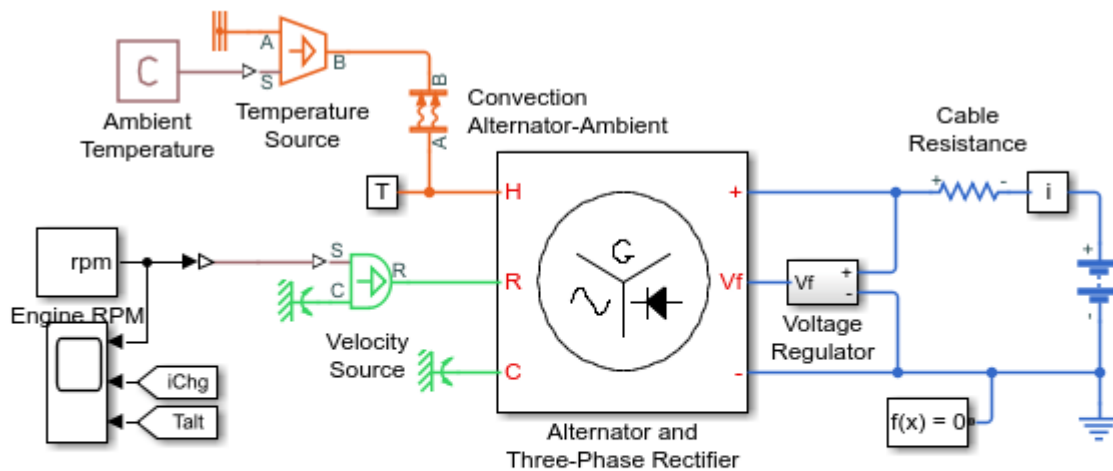 A
B
S
C
Temperature
Source
Ambient
Temperature
B
A
Convection
Alternator-Ambient
Cable
Resistance
+
-
i
T
H
+
rpm
S
R
C
R
G
Vf
Vf
+
-
+
-
Engine RPM
Velocity
Source
Voltage
Regulator
C
-
iChg
Talt
f(x) = 0
Alternator and
Three-Phase Rectifier